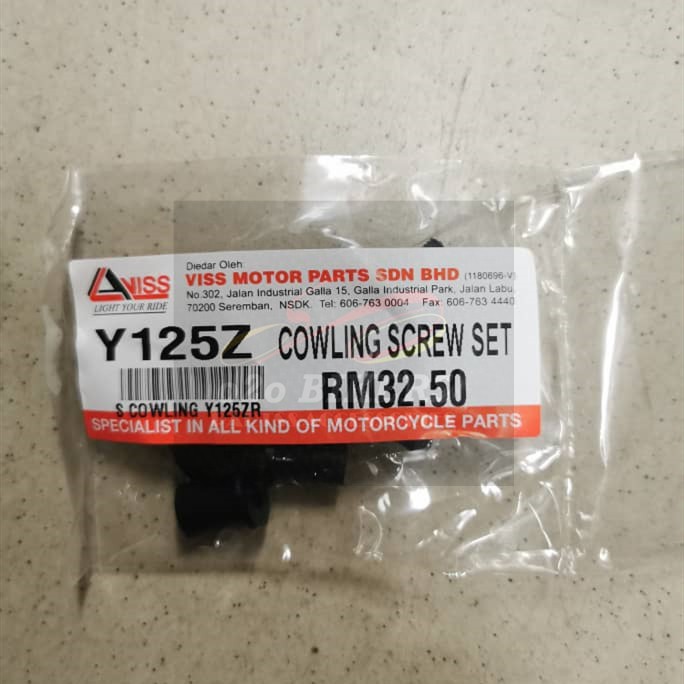 Diedar Oleh:
VISS
LIGHT YOUR RIDE
VISS MOTOR PARTS SDN BHD (1180696-V)
No.302, Jalan Industrial Galla 15, Galla Industrial Park, Jalan Labu,
70200 Seremban, NSDK. Tel: 606-763 0004 Fax: 606-763 4440
Y125Z COWLING SCREW SET
RM32.50
S COWLING Y125ZR
SPECIALIST IN ALL KIND OF MOTORCYCLE PARTS